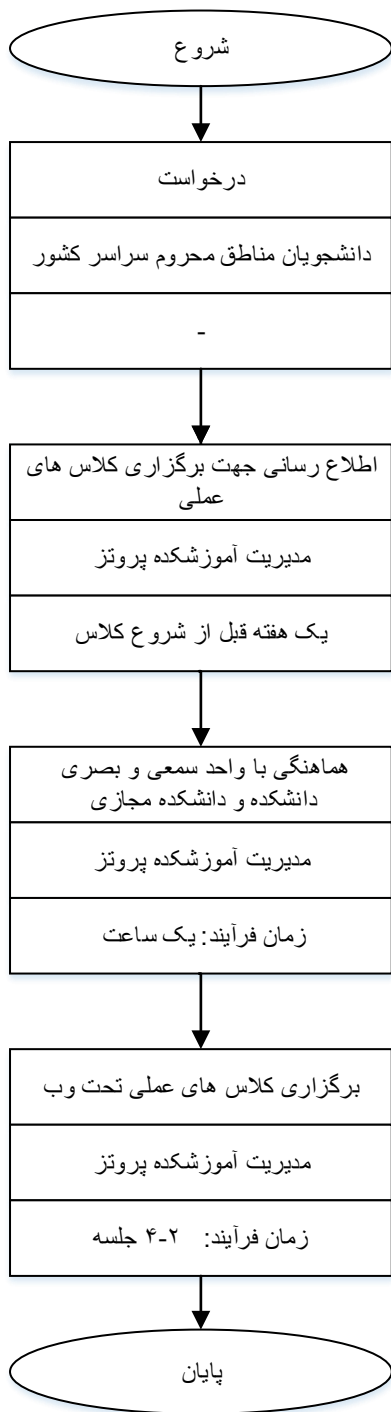 شروع
درخواست
دانشجویان مناطق محروم سراسر کشور
-
اطلاع رسانی جهت برگزاری کلاس های
عملی
مدیریت آموزشکده پروتز
یک هفته قبل از شروع کلاس
هماهنگی با واحد سمعی و بصری
دانشکده و دانشکده مجازی
مدیریت آموزشکده پروتز
زمان فرآیند: یک ساعت
برگزاری کلاس های عملی تحت وب
مدیریت آموزشکده پروتز
زمان فرآیند: ۲-۴ جلسه
پایان